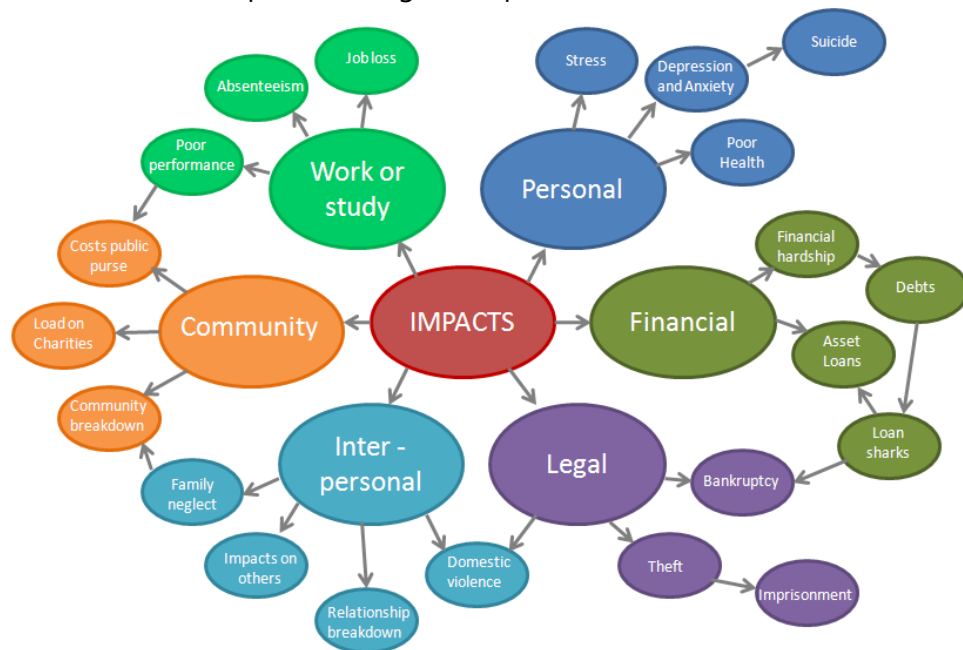 Job loss
Absenteeism
Poor
performance
Work or
study
Stress
Depression
and Anxiety
Suicide
Poor
Health
Personal
Costs public
purse
Load on
Charities
Community
breakdown
Community
IMPACTS
Financial
Financial
hardship
Debts
Asset
Loans
Loan
sharks
Inter -
personal
Family
neglect
Impacts on
others
Relationship
breakdown
Domestic
violence
Legal
Bankruptcy
Theft
Imprisonment